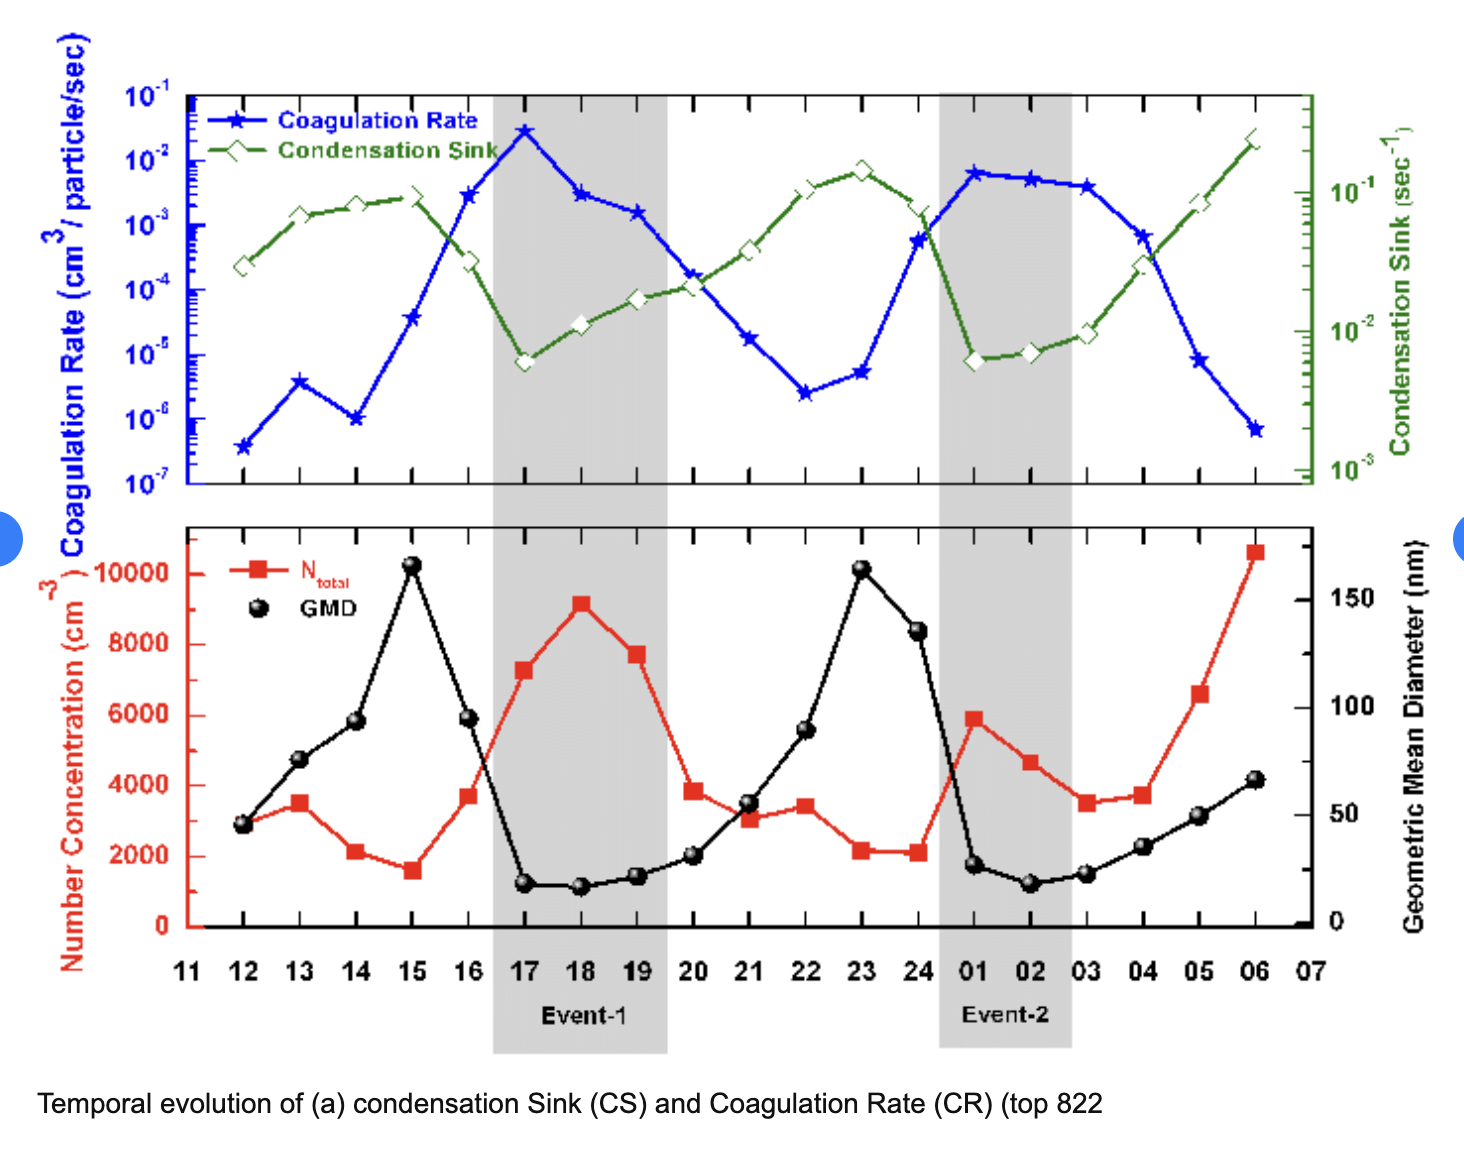 Coagulation Rate (cm³/ particle/sec)
10⁻¹
10⁻²
10⁻³
10⁻⁴
10⁻⁵
10⁻⁶
10⁻⁷
Coagulation Rate
Condensation Sink
10⁻¹
10⁻²
10⁻³
Condensation Sink (sec⁻¹)
Number Concentration (cm⁻³)
10000
8000
6000
4000
2000
0
N_total
GMD
150
100
50
0
Geometric Mean Diameter (nm)
11 12 13 14 15 16 17 18 19 20 21 22 23 24 01 02 03 04 05 06 07
Event-1 Event-2
Temporal evolution of (a) condensation Sink (CS) and Coagulation Rate (CR) (top 822